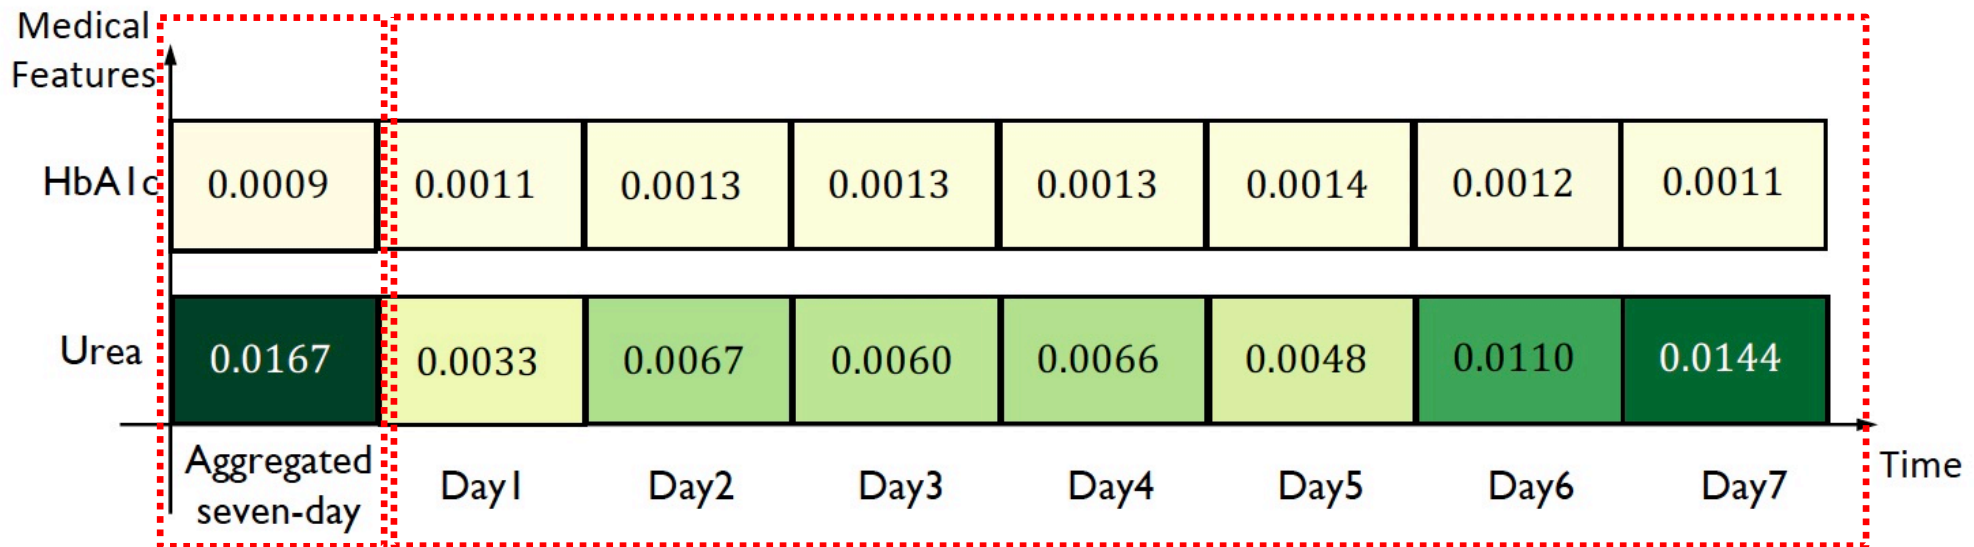 Medical
Features
HbA1c 0.0009 0.0011 0.0013 0.0013 0.0013 0.0014 0.0012 0.0011
Urea 0.0167 0.0033 0.0067 0.0060 0.0066 0.0048 0.0110 0.0144
Aggregated
seven-day
Day1 Day2 Day3 Day4 Day5 Day6 Day7
Time